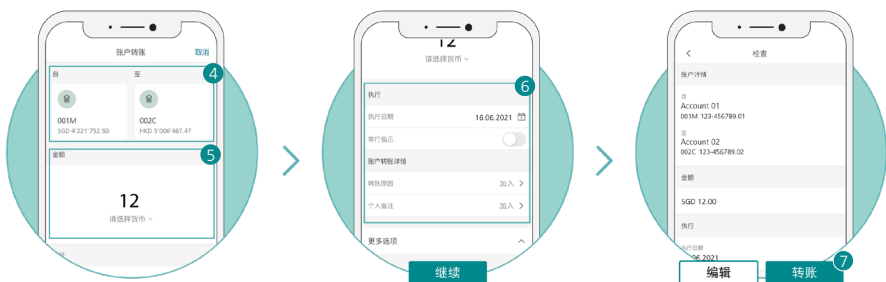 账户转账
取消
4
自
至
001M
SGD 4'221'752.50
002C
HKD 5'006'467.47
5
金额
12
请选择货币
12
请选择货币
6
执行
执行日期
16.06.2021
常行指示
账户转账详情
转账原因
加入
个人备注
加入
更多选项
继续
检查
账户详情
自
Account 01
001M 123-456789.01
至
Account 02
002C 123-456789.02
金额
SGD 12.00
执行
执行日期
06.2021
7
编辑
转账